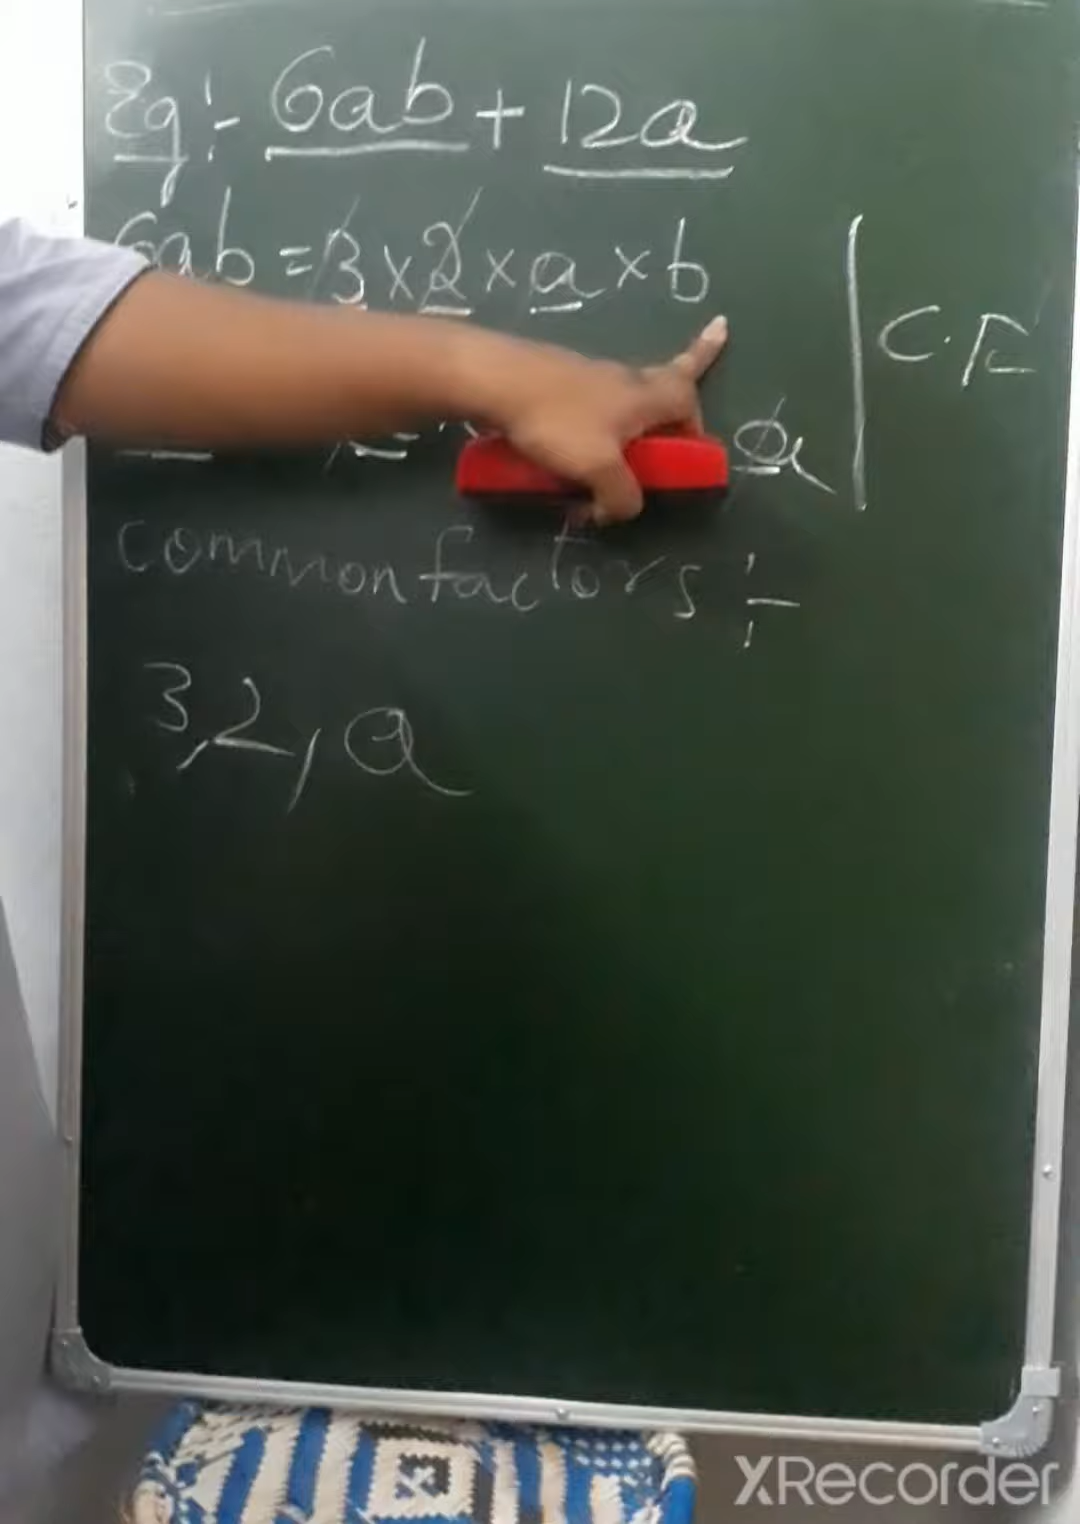 Eg:- 6ab + 12a
6ab = 3 × 2 × a × b
C.F
a
common factors :-
3, 2, a
XRecorder